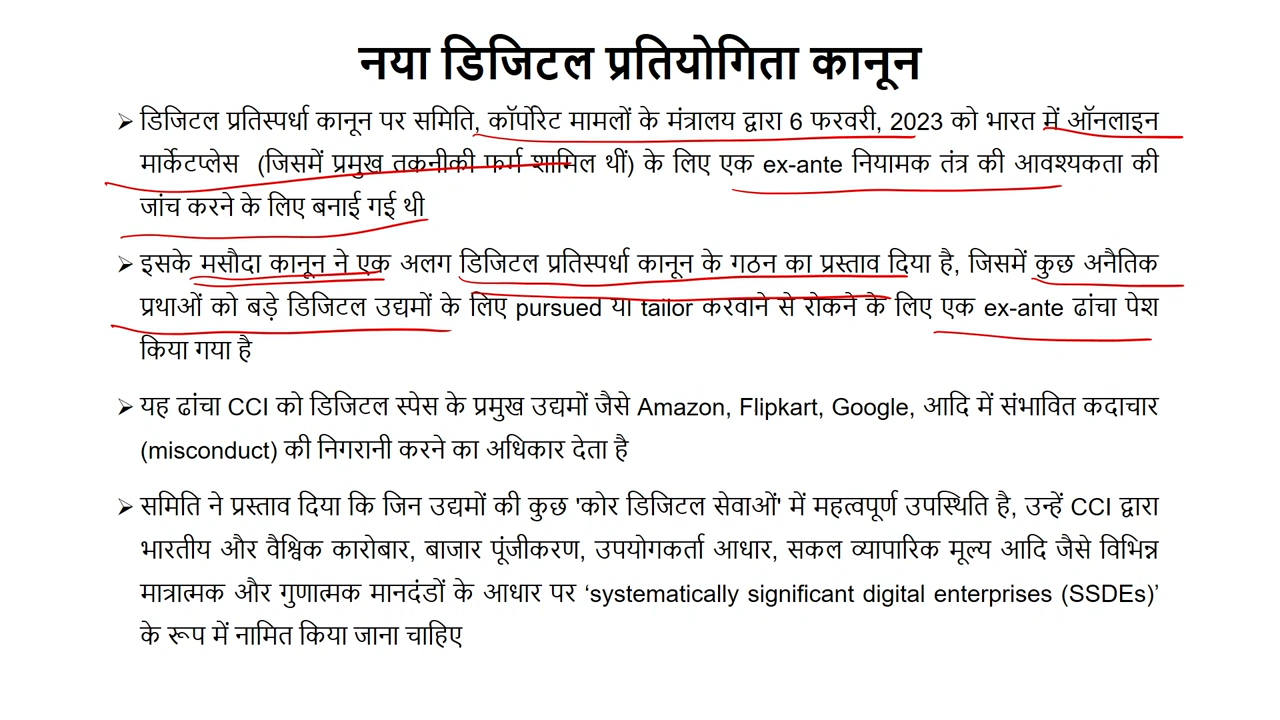 नया डिजिटल प्रतियोगिता कानून
➢ डिजिटल प्रतिस्पर्धा कानून पर समिति, कॉर्पोरेट मामलों के मंत्रालय द्वारा 6 फरवरी, 2023 को भारत में ऑनलाइन
मार्केटप्लेस (जिसमें प्रमुख तकनीकी फर्म शामिल थीं) के लिए एक ex-ante नियामक तंत्र की आवश्यकता की
जांच करने के लिए बनाई गई थी
➢ इसके मसौदा कानून ने एक अलग डिजिटल प्रतिस्पर्धा कानून के गठन का प्रस्ताव दिया है, जिसमें कुछ अनैतिक
प्रथाओं को बड़े डिजिटल उद्यमों के लिए pursued या tailor करवाने से रोकने के लिए एक ex-ante ढांचा पेश
किया गया है
➢ यह ढांचा CCI को डिजिटल स्पेस के प्रमुख उद्यमों जैसे Amazon, Flipkart, Google, आदि में संभावित कदाचार
(misconduct) की निगरानी करने का अधिकार देता है
➢ समिति ने प्रस्ताव दिया कि जिन उद्यमों की कुछ 'कोर डिजिटल सेवाओं' में महत्वपूर्ण उपस्थिति है, उन्हें CCI द्वारा
भारतीय और वैश्विक कारोबार, बाजार पूंजीकरण, उपयोगकर्ता आधार, सकल व्यापारिक मूल्य आदि जैसे विभिन्न
मात्रात्मक और गुणात्मक मानदंडों के आधार पर ‘systematically significant digital enterprises (SSDEs)’
के रूप में नामित किया जाना चाहिए